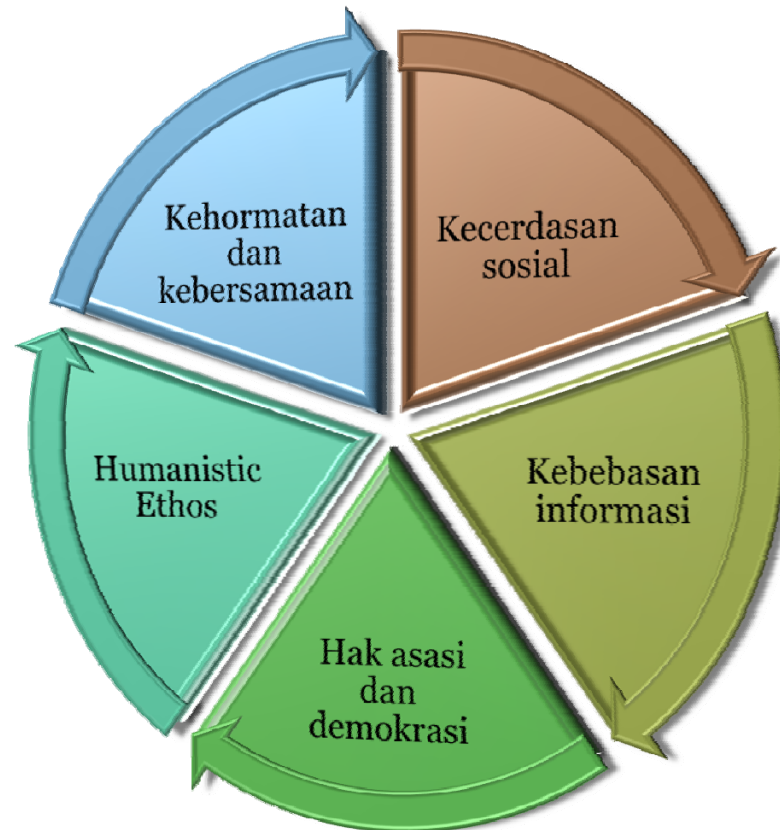 Kehormatan
dan
kebersamaan
Kecerdasan
sosial
Kebebasan
informasi
Hak asasi
dan
demokrasi
Humanistic
Ethos